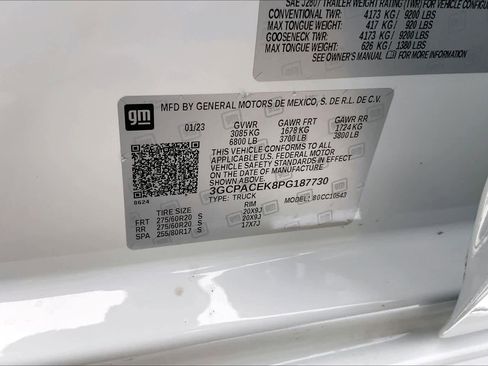 SAE J2807 TRAILER WEIGHT RATING (TWR) FOR
CONVENTIONAL TWR: 4173 KG / 9200 LBS
MAX TONGUE WEIGHT: 417 KG / 920 LBS
GOOSENECK TWR: 4173 KG / 9200 LBS
MAX TONGUE WEIGHT: 626 KG / 1380 LBS
SEE OWNER'S MANUAL FOR MORE INFORMATION
gm
MFD BY GENERAL MOTORS DE MEXICO, S. DE R.L. DE C.V.
01/23 GVWR GAWR FRT GAWR RR
3085 KG 1678 KG 1724 KG
6800 LB 3700 LB 3800 LB
THIS VEHICLE CONFORMS TO ALL APPLICABLE
U.S. FEDERAL MOTOR VEHICLE SAFETY, BUMPER,
AND THEFT PREVENTION STANDARDS IN EFFECT
ON THE DATE OF MANUFACTURE SHOWN ABOVE.
3GCPACEK8PG187730
8624 TYPE: TRUCK MODEL: 80CC10543
TIRE SIZE RIM
FRT 275/60R20 S 20X9J
RR 275/60R20 S 20X9J
SPA 255/80R17 S 17X7J